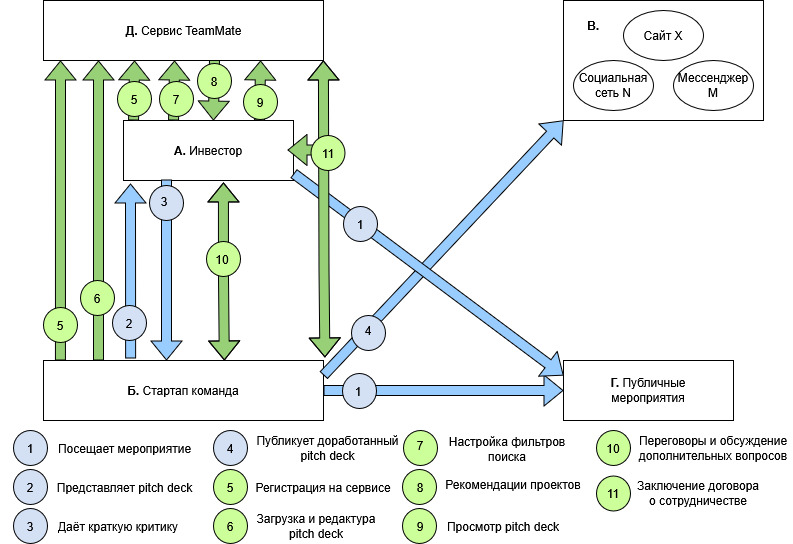 Д. Сервис TeamMate
В.
Сайт X
Социальная
сеть N
Мессенджер
M
5
7
8
9
А. Инвестор
11
3
1
10
6
5
2
4
1
Б. Стартап команда
Г. Публичные
мероприятия
1 Посещает мероприятие
2 Представляет pitch deck
3 Даёт краткую критику
4 Публикует доработанный
pitch deck
5 Регистрация на сервисе
6 Загрузка и редактура
pitch deck
7 Настройка фильтров
поиска
8 Рекомендации проектов
9 Просмотр pitch deck
10 Переговоры и обсуждение
дополнительных вопросов
11 Заключение договора
о сотрудничестве